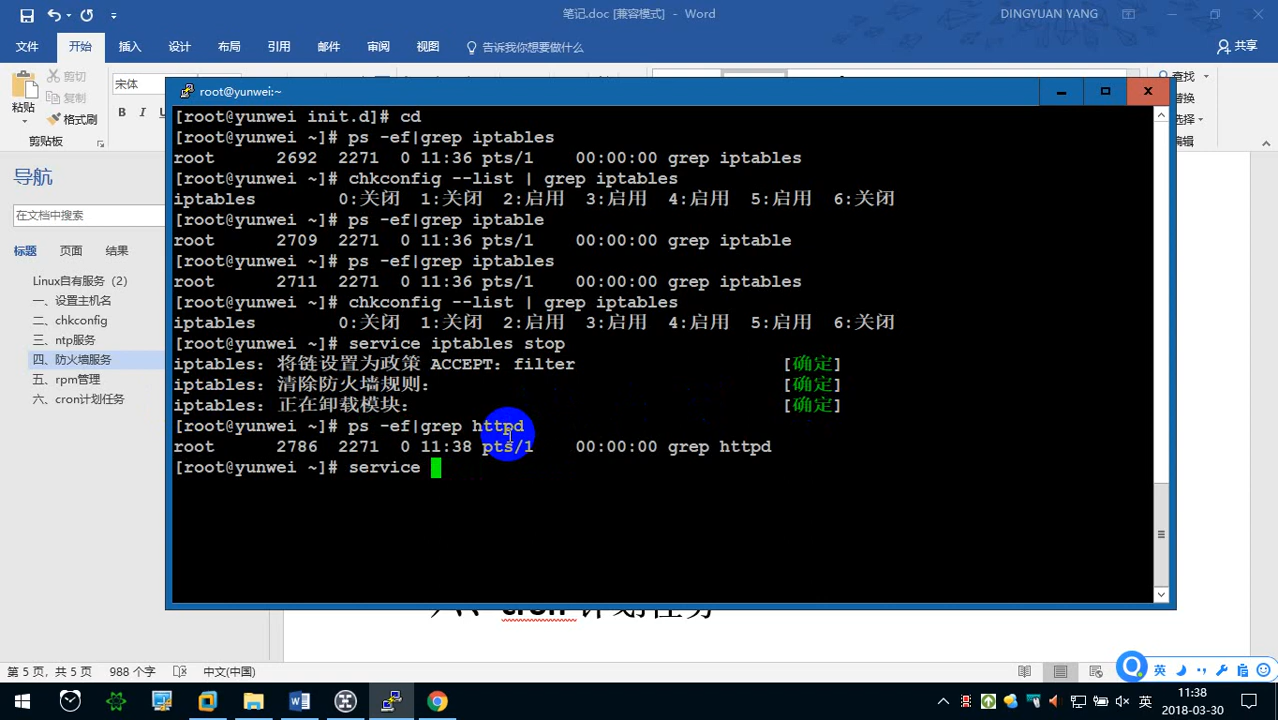 笔记.doc [兼容模式] - Word
DINGYUAN YANG
文件 开始 插入 设计 布局 引用 邮件 审阅 视图 告诉我你想要做什么 共享
剪切
复制
粘贴
格式刷
剪贴板
宋体
B I U
查找
替换
选择
编辑
导航
在文档中搜索
标题 页面 结果
Linux自有服务（2）
一、设置主机名
二、chkconfig
三、ntp服务
四、防火墙服务
五、rpm管理
六、cron计划任务
root@yunwei:~
[root@yunwei init.d]# cd
[root@yunwei ~]# ps -ef|grep iptables
root 2692 2271 0 11:36 pts/1 00:00:00 grep iptables
[root@yunwei ~]# chkconfig --list | grep iptables
iptables 0:关闭 1:关闭 2:启用 3:启用 4:启用 5:启用 6:关闭
[root@yunwei ~]# ps -ef|grep iptable
root 2709 2271 0 11:36 pts/1 00:00:00 grep iptable
[root@yunwei ~]# ps -ef|grep iptables
root 2711 2271 0 11:36 pts/1 00:00:00 grep iptables
[root@yunwei ~]# chkconfig --list | grep iptables
iptables 0:关闭 1:关闭 2:启用 3:启用 4:启用 5:启用 6:关闭
[root@yunwei ~]# service iptables stop
iptables：将链设置为政策 ACCEPT：filter [确定]
iptables：清除防火墙规则： [确定]
iptables：正在卸载模块： [确定]
[root@yunwei ~]# ps -ef|grep httpd
root 2786 2271 0 11:38 pts/1 00:00:00 grep httpd
[root@yunwei ~]# service
六、cron 计划任务
第 5 页，共 5 页 988 个字 中文(中国)
英
英
11:38
2018-03-30